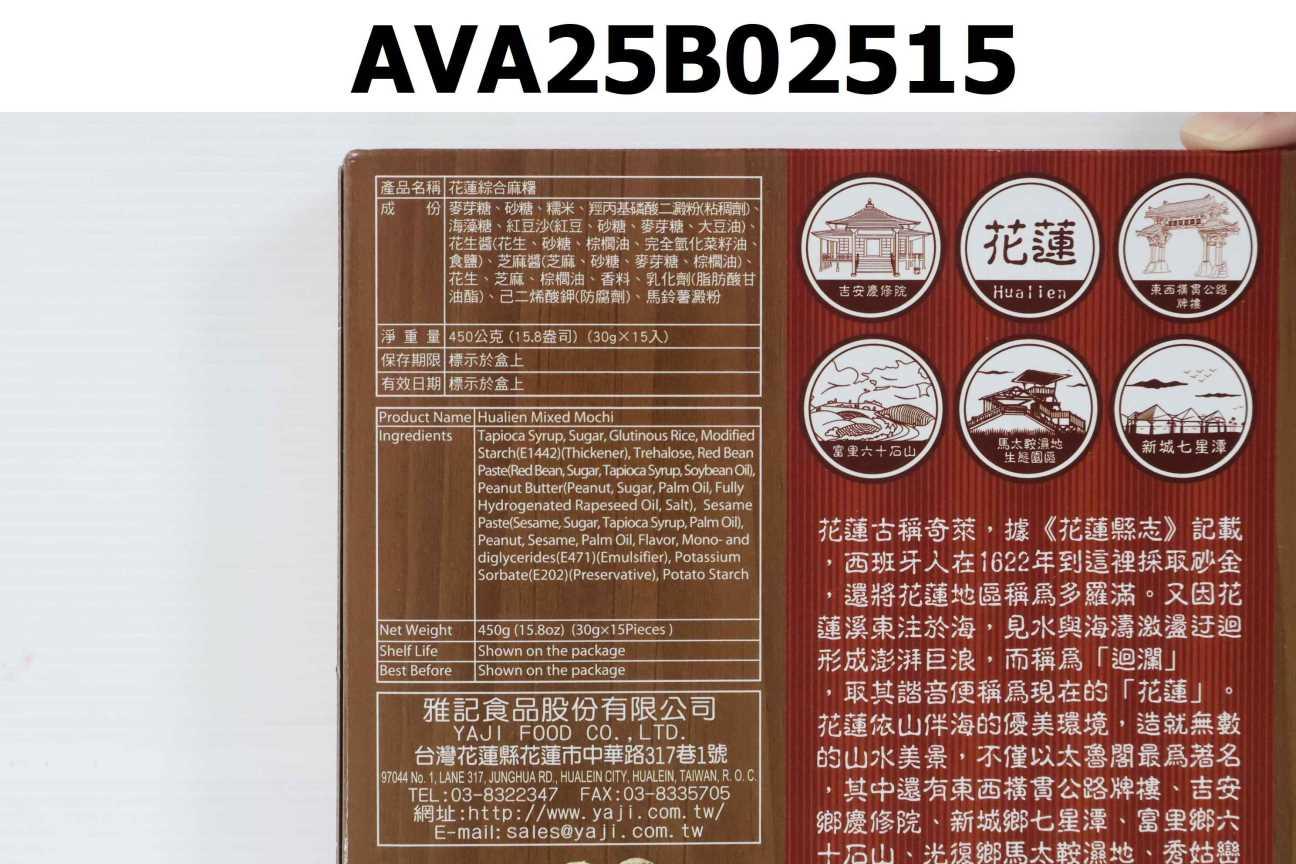 AVA25B02515
產品名稱 花蓮綜合麻糬
成份 麥芽糖、砂糖、糯米、羥丙基磷酸二澱粉(粘稠劑)、
海藻糖、紅豆沙(紅豆、砂糖、麥芽糖、大豆油)、
花生醬(花生、砂糖、棕櫚油、完全氫化菜籽油、
食鹽)、芝麻醬(芝麻、砂糖、麥芽糖、棕櫚油)、
花生、芝麻、棕櫚油、香料、乳化劑(脂肪酸甘
油酯)、己二烯酸鉀(防腐劑)、馬鈴薯澱粉
淨重量 450公克 (15.8盎司) (30g×15入)
保存期限 標示於盒上
有效日期 標示於盒上
Product Name Hualien Mixed Mochi
Ingredients Tapioca Syrup, Sugar, Glutinous Rice, Modified
Starch(E1442)(Thickener), Trehalose, Red Bean
Paste(Red Bean, Sugar, Tapioca Syrup, Soybean Oil),
Peanut Butter(Peanut, Sugar, Palm Oil, Fully
Hydrogenated Rapeseed Oil, Salt), Sesame
Paste(Sesame, Sugar, Tapioca Syrup, Palm Oil),
Peanut, Sesame, Palm Oil, Flavor, Mono- and
diglycerides(E471)(Emulsifier), Potassium
Sorbate(E202)(Preservative), Potato Starch
Net Weight 450g (15.8oz) (30g×15Pieces )
Shelf Life Shown on the package
Best Before Shown on the package
雅記食品股份有限公司
YAJI FOOD CO.,LTD.
台灣花蓮縣花蓮市中華路317巷1號
97044 No. 1, LANE 317, JUNGHUA RD., HUALEIN CITY, HUALEIN, TAIWAN, R. O. C.
TEL:03-8322347 FAX:03-8335705
網址:http://www.yaji.com.tw/
E-mail: sales@yaji.com.tw
吉安慶修院
花蓮
Hualien
東西橫貫公路
牌樓
富里六十石山
馬太鞍濕地
生態園區
新城七星潭
花蓮古稱奇萊，據《花蓮縣志》記載
，西班牙人在1622年到這裡採取砂金
，還將花蓮地區稱為多羅滿。又因花
蓮溪東注於海，見水與海濤激盪迂迴
形成澎湃巨浪，而稱為「迴瀾」
，取其諧音便稱為現在的「花蓮」。
花蓮依山伴海的優美環境，造就無數
的山水美景，不僅以太魯閣最為著名
，其中還有東西橫貫公路牌樓、吉安
鄉慶修院、新城鄉七星潭、富里鄉六
十石山、光復鄉馬太鞍濕地、秀姑巒